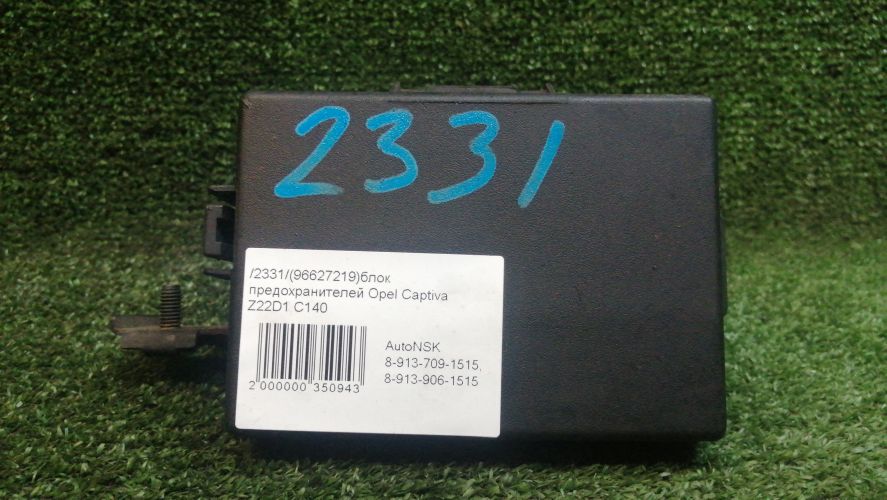 2331
/2331/(96627219)блок
предохранителей Opel Captiva
Z22D1 C140
AutoNSK
8-913-709-1515,
8-913-906-1515
2 000000 350943